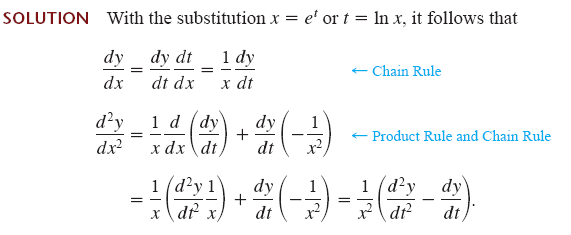 SOLUTION With the substitution x = eᵗ or t = ln x, it follows that
dy/dx = dy/dt dt/dx = 1/x dy/dt ← Chain Rule
d²y/dx² = 1/x d/dx (dy/dt) + dy/dt (−1/x²) ← Product Rule and Chain Rule
= 1/x (d²y/dt² 1/x) + dy/dt (−1/x²) = 1/x² (d²y/dt² − dy/dt).